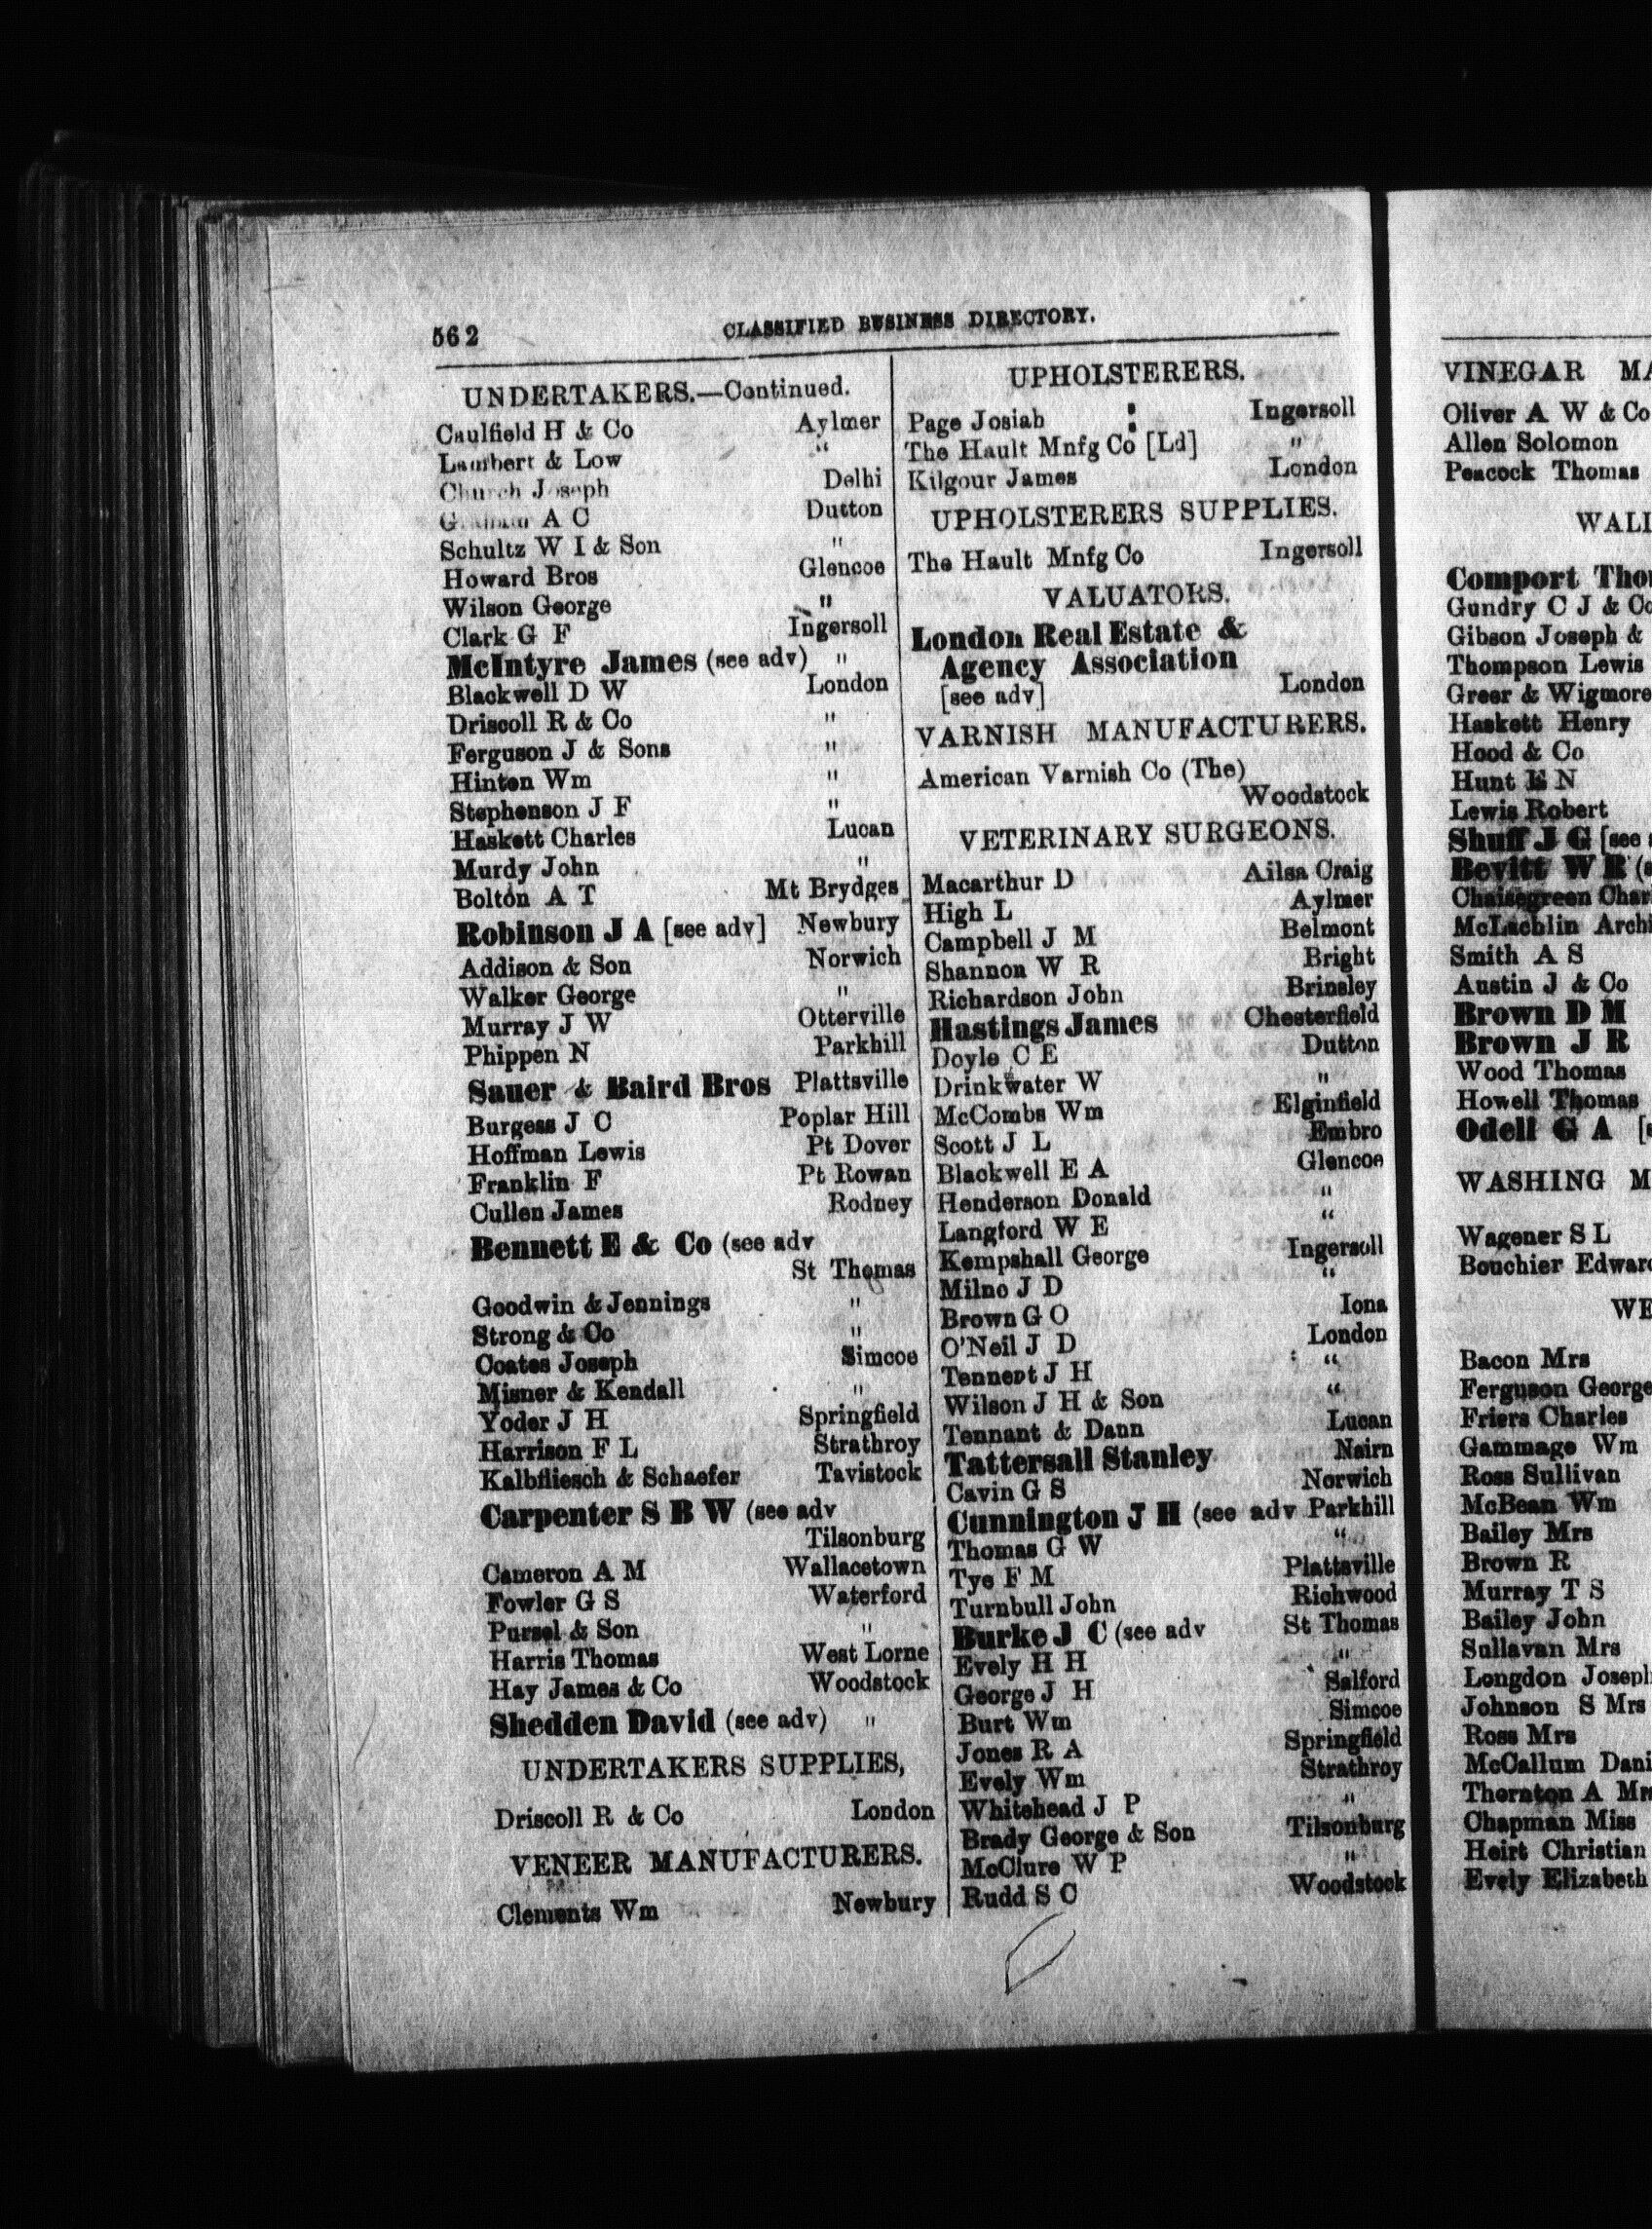 562
CLASSIFIED BUSINESS DIRECTORY.
UNDERTAKERS.—Continued.
Caulfield H & Co Aylmer
Lambert & Low "
Church Joseph Delhi
Graham A C Dutton
Schultz W I & Son "
Howard Bros Glencoe
Wilson George "
Clark G F Ingersoll
McIntyre James (see adv) "
Blackwell D W London
Driscoll R & Co "
Ferguson J & Sons "
Hinton Wm "
Stephenson J F "
Haskett Charles Lucan
Murdy John "
Bolton A T Mt Brydges
Robinson J A [see adv] Newbury
Addison & Son Norwich
Walker George "
Murray J W Otterville
Phippen N Parkhill
Sauer & Baird Bros Plattsville
Burgess J C Poplar Hill
Hoffman Lewis Pt Dover
Franklin F Pt Rowan
Cullen James Rodney
Bennett E & Co (see adv
St Thomas
Goodwin & Jennings "
Strong & Co "
Coates Joseph Simcoe
Misner & Kendall "
Yoder J H Springfield
Harrison F L Strathroy
Kalbfliesch & Schaefer Tavistock
Carpenter S B W (see adv
Tilsonburg
Cameron A M Wallacetown
Fowler G S Waterford
Pursel & Son "
Harris Thomas West Lorne
Hay James & Co Woodstock
Shedden David (see adv) "
UNDERTAKERS SUPPLIES,
Driscoll R & Co London
VENEER MANUFACTURERS.
Clements Wm Newbury
UPHOLSTERERS.
Page Josiah Ingersoll
The Hault Mnfg Co [Ld] "
Kilgour James London
UPHOLSTERERS SUPPLIES.
The Hault Mnfg Co Ingersoll
VALUATORS.
London Real Estate &
Agency Association
[see adv] London
VARNISH MANUFACTURERS.
American Varnish Co (The)
Woodstock
VETERINARY SURGEONS.
Macarthur D Ailsa Craig
High L Aylmer
Campbell J M Belmont
Shannon W R Bright
Richardson John Brinsley
Hastings James Chesterfield
Doyle C E Dutton
Drinkwater W "
McCombs Wm Elginfield
Scott J L Embro
Blackwell E A Glencoe
Henderson Donald "
Langford W E "
Kempshall George Ingersoll
Milne J D "
Brown G O Iona
O'Neil J D London
Tennent J H "
Wilson J H & Son "
Tennant & Dann Lucan
Tattersall Stanley Nairn
Cavin G S Norwich
Cunnington J H (see adv Parkhill
Thomas G W "
Tye F M Plattsville
Turnbull John Richwood
Burke J C (see adv St Thomas
Evely H H "
George J H Salford
Burt Wm Simcoe
Jones R A Springfield
Evely Wm Strathroy
Whitehead J P "
Brady George & Son Tilsonburg
McClure W P "
Rudd S C Woodstock
VINEGAR
Oliver A W & Co
Allen Solomon
Peacock Thomas
Comport
Gundry C J & Co
Gibson Joseph &
Thompson Lewis
Greer & Wigmore
Haskett Henry
Hood & Co
Hunt E N
Lewis Robert
Shuff J G [see
Bevitt W R
Chaisegreen
McLachlin
Smith A S
Austin J & Co
Brown D M
Brown J R
Wood Thomas
Howell Thomas
Odell G A
WASHING
Wagener S L
Bouchier
Bacon Mrs
Ferguson George
Friers Charles
Gammage Wm
Ross Sullivan
McBean Wm
Bailey Mrs
Brown R
Murray T S
Bailey John
Sullavan Mrs
Longdon
Johnson S Mrs
Ross Mrs
McCallum
Thornton A
Chapman Miss
Heirt Christian
Evely Elizabeth